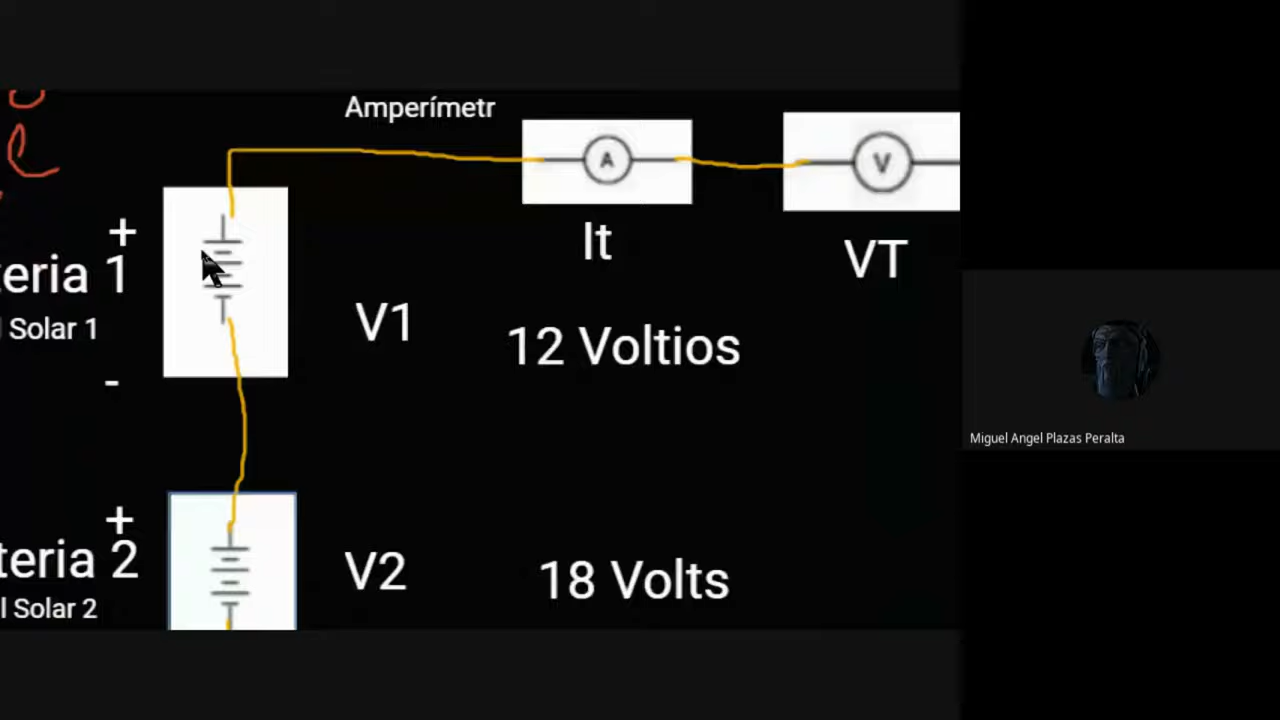 Amperímetr
A
V
It
VT
+
teria 1
l Solar 1
-
V1
12 Voltios
+
teria 2
l Solar 2
V2
18 Volts
Miguel Angel Plazas Peralta